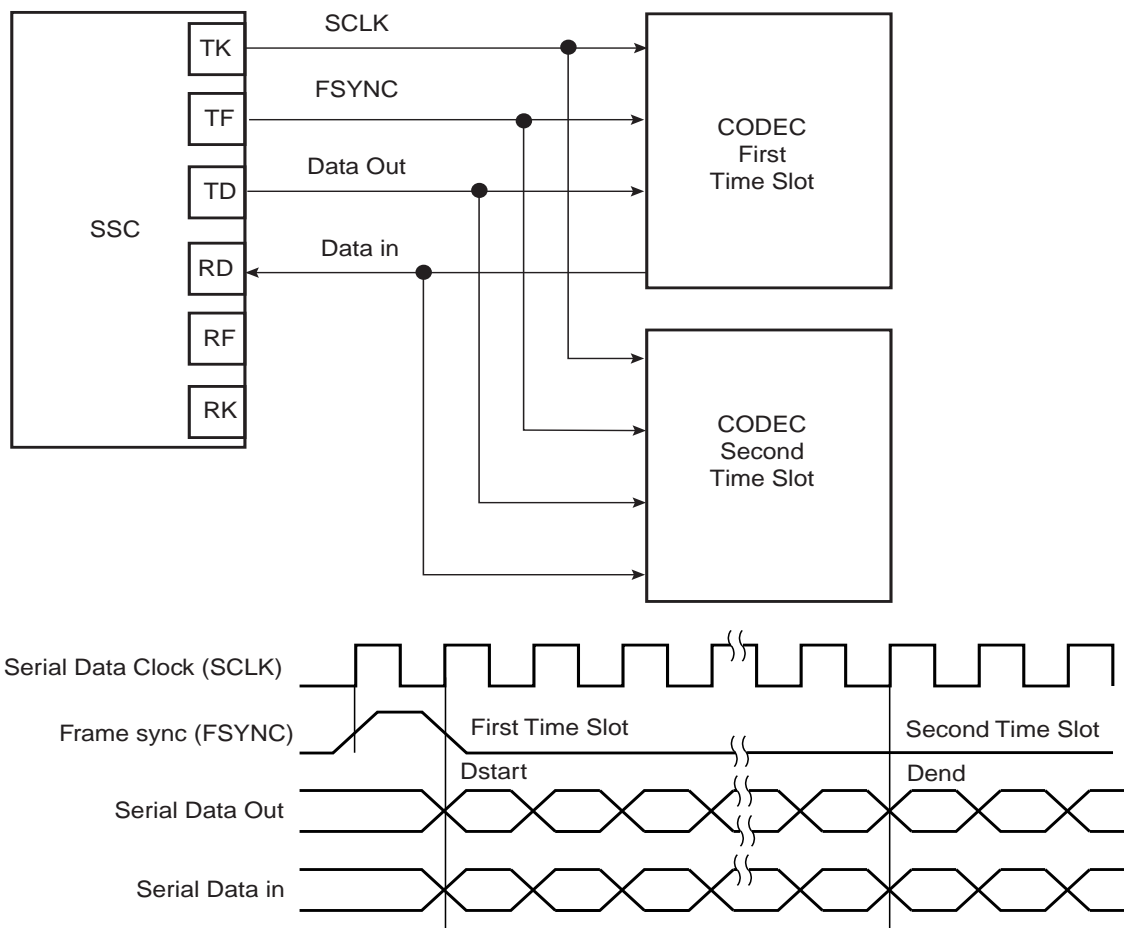 SCLK
TK
FSYNC
TF
CODEC
First
Time Slot
Data Out
TD
SSC
Data in
RD
RF
RK
CODEC
Second
Time Slot
Serial Data Clock (SCLK)
Frame sync (FSYNC)
First Time Slot
Second Time Slot
Dstart
Dend
Serial Data Out
Serial Data in